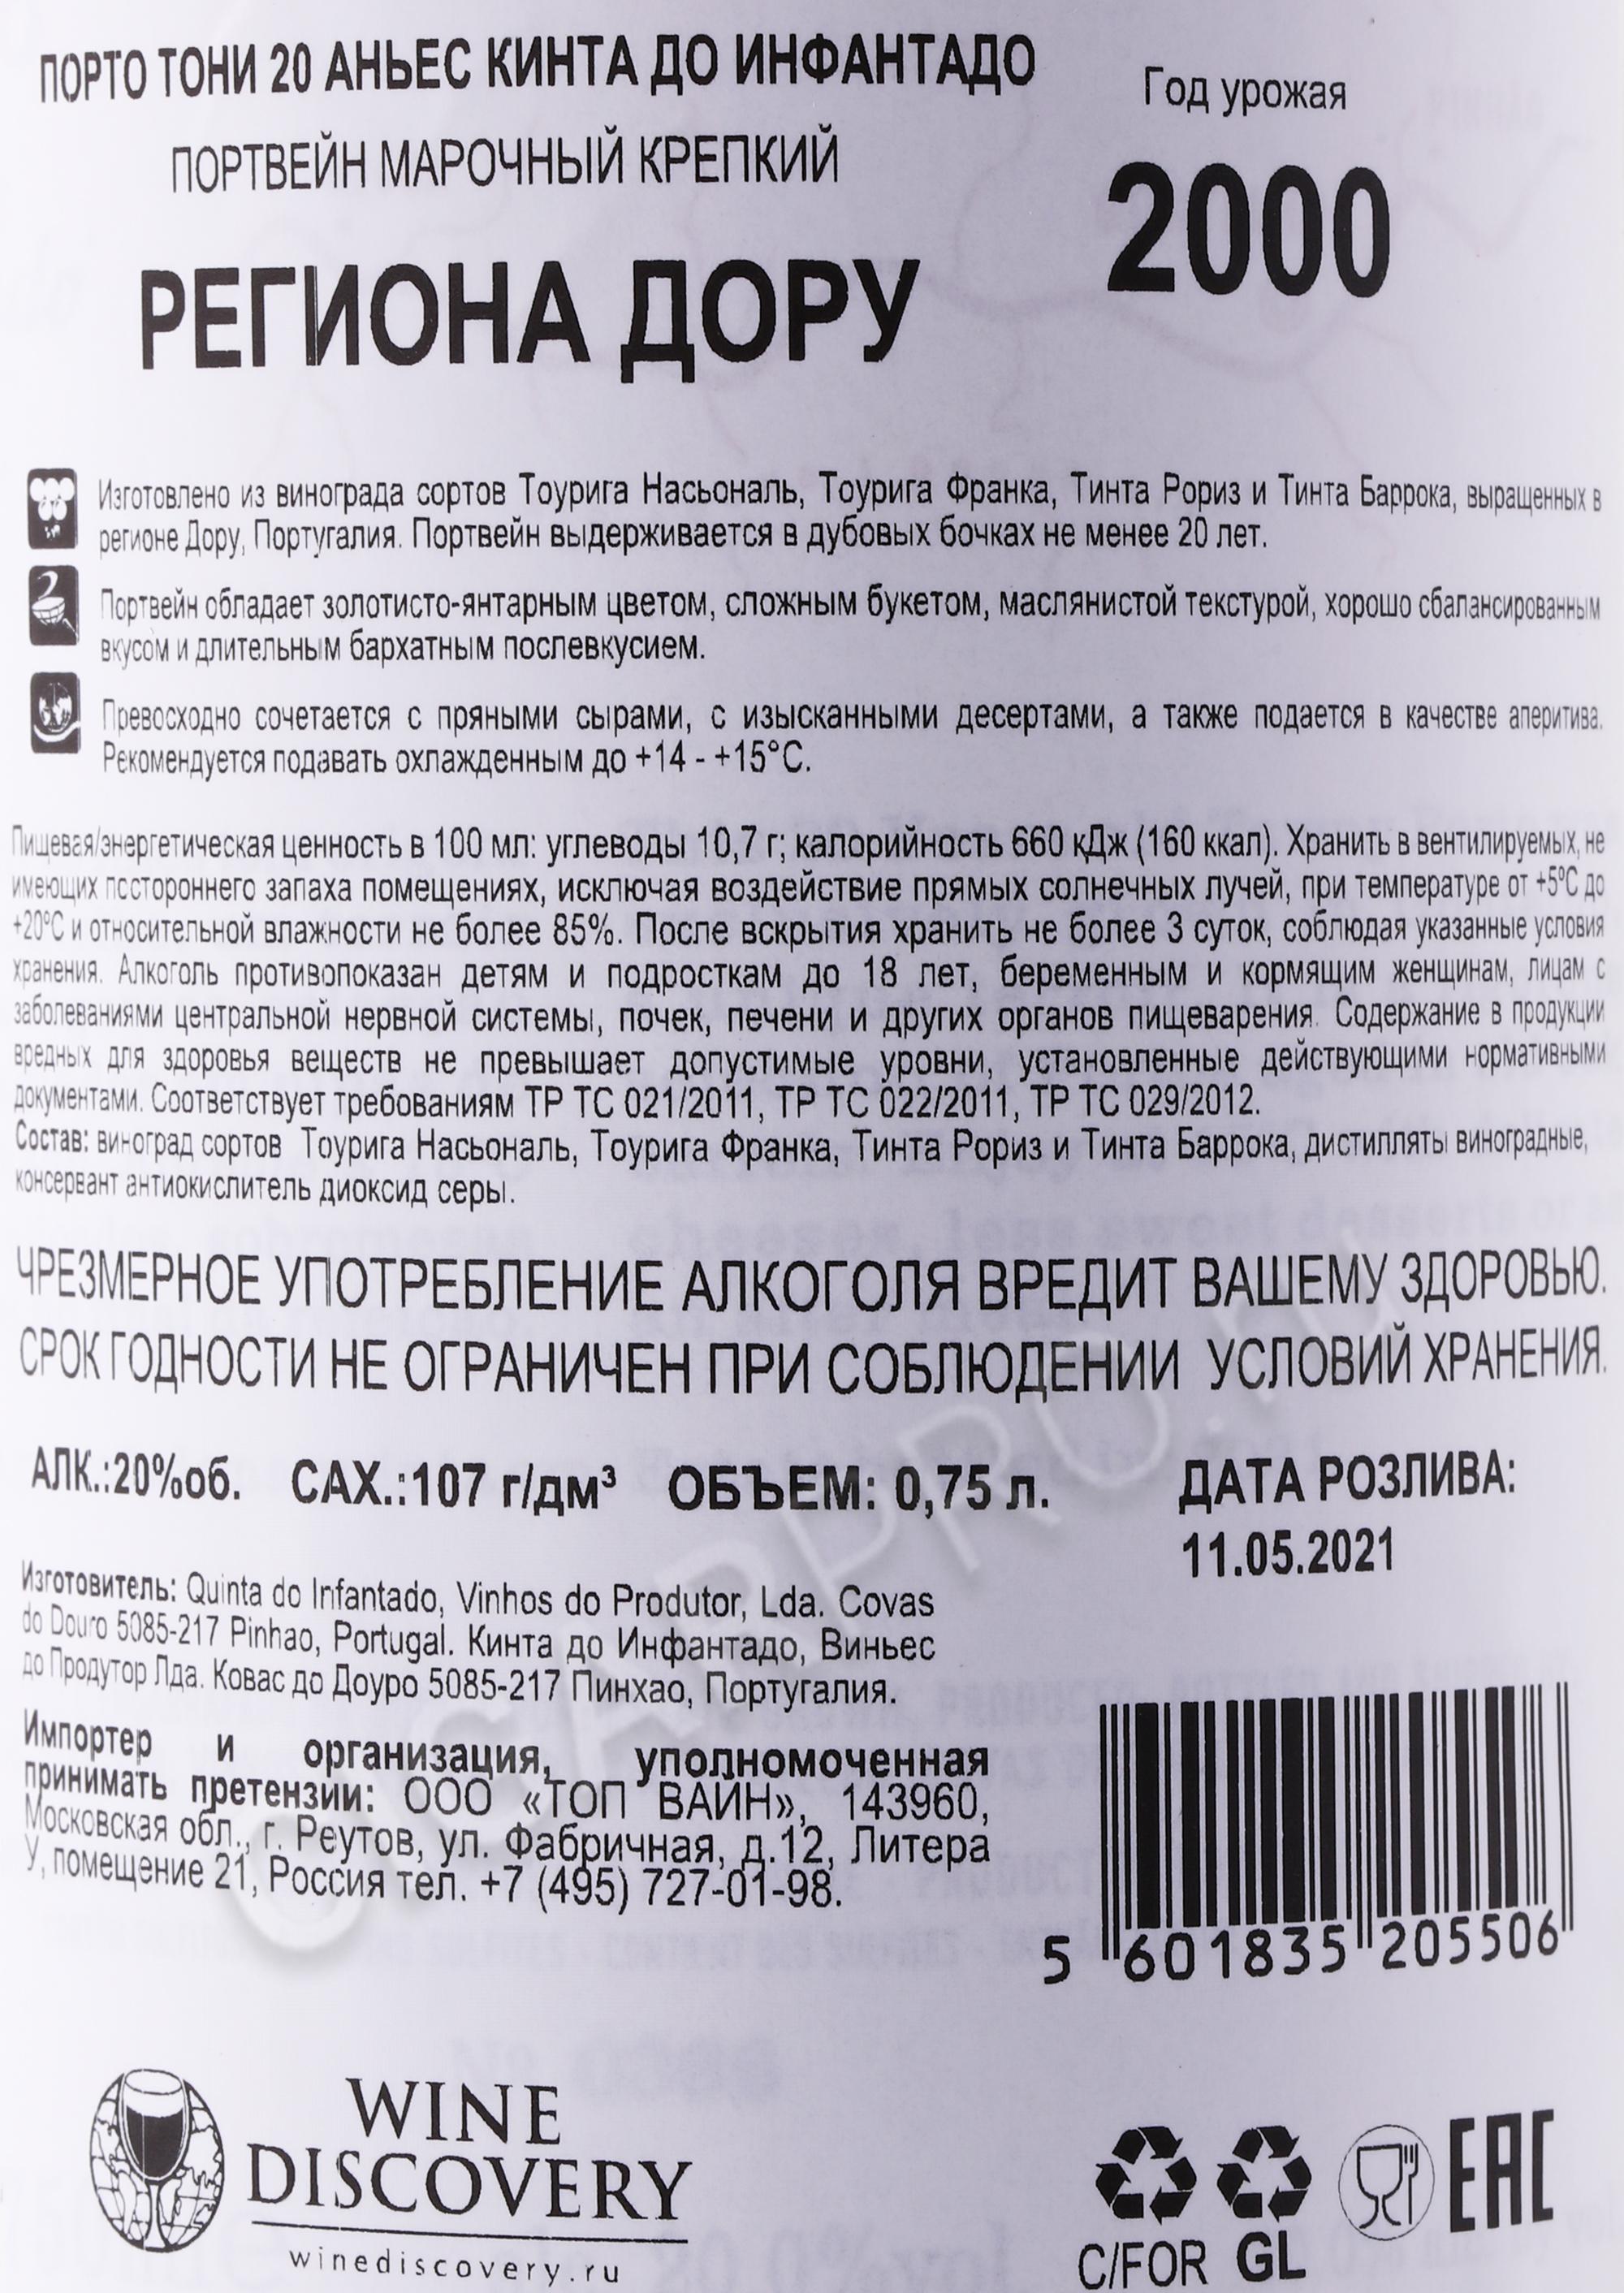 ПОРТО ТОНИ 20 АНЬЕС КИНТА ДО ИНФАНТАДО
ПОРТВЕЙН МАРОЧНЫЙ КРЕПКИЙ
РЕГИОНА ДОРУ
Год урожая
2000
Изготовлено из винограда сортов Тоурига Насьональ, Тоурига Франка, Тинта Рориз и Тинта Баррока, выращенных в
регионе Дору, Португалия. Портвейн выдерживается в дубовых бочках не менее 20 лет.
Портвейн обладает золотисто-янтарным цветом, сложным букетом, маслянистой текстурой, хорошо сбалансированным
вкусом и длительным бархатным послевкусием.
Превосходно сочетается с пряными сырами, с изысканными десертами, а также подается в качестве аперитива.
Рекомендуется подавать охлажденным до +14 - +15°С.
Пищевая/энергетическая ценность в 100 мл: углеводы 10,7 г; калорийность 660 кДж (160 ккал). Хранить в вентилируемых, не
имеющих постороннего запаха помещениях, исключая воздействие прямых солнечных лучей, при температуре от +5°С до
+20°С и относительной влажности не более 85%. После вскрытия хранить не более 3 суток, соблюдая указанные условия
хранения. Алкоголь противопоказан детям и подросткам до 18 лет, беременным и кормящим женщинам, лицам с
заболеваниями центральной нервной системы, почек, печени и других органов пищеварения. Содержание в продукции
вредных для здоровья веществ не превышает допустимые уровни, установленные действующими нормативными
документами. Соответствует требованиям ТР ТС 021/2011, ТР ТС 022/2011, ТР ТС 029/2012.
Состав: виноград сортов Тоурига Насьональ, Тоурига Франка, Тинта Рориз и Тинта Баррока, дистилляты виноградные,
консервант антиокислитель диоксид серы.
ЧРЕЗМЕРНОЕ УПОТРЕБЛЕНИЕ АЛКОГОЛЯ ВРЕДИТ ВАШЕМУ ЗДОРОВЬЮ.
СРОК ГОДНОСТИ НЕ ОГРАНИЧЕН ПРИ СОБЛЮДЕНИИ УСЛОВИЙ ХРАНЕНИЯ.
АЛК.:20%об. САХ.:107 г/дм³ ОБЪЕМ: 0,75 л.
ДАТА РОЗЛИВА:
11.05.2021
Изготовитель: Quinta do Infantado, Vinhos do Produtor, Lda. Covas
do Douro 5085-217 Pinhao, Portugal. Кинта до Инфантадо, Виньес
до Продутор Лда. Ковас до Доуро 5085-217 Пинхао, Португалия.
Импортер и организация, уполномоченная
принимать претензии: ООО «ТОП ВАЙН», 143960,
Московская обл., г. Реутов, ул. Фабричная, д.12, Литера
У, помещение 21, Россия тел. +7 (495) 727-01-98.
5 601835 205506
WINE
DISCOVERY
winediscovery.ru
C/FOR GL
EAC
©CARPRO.ru